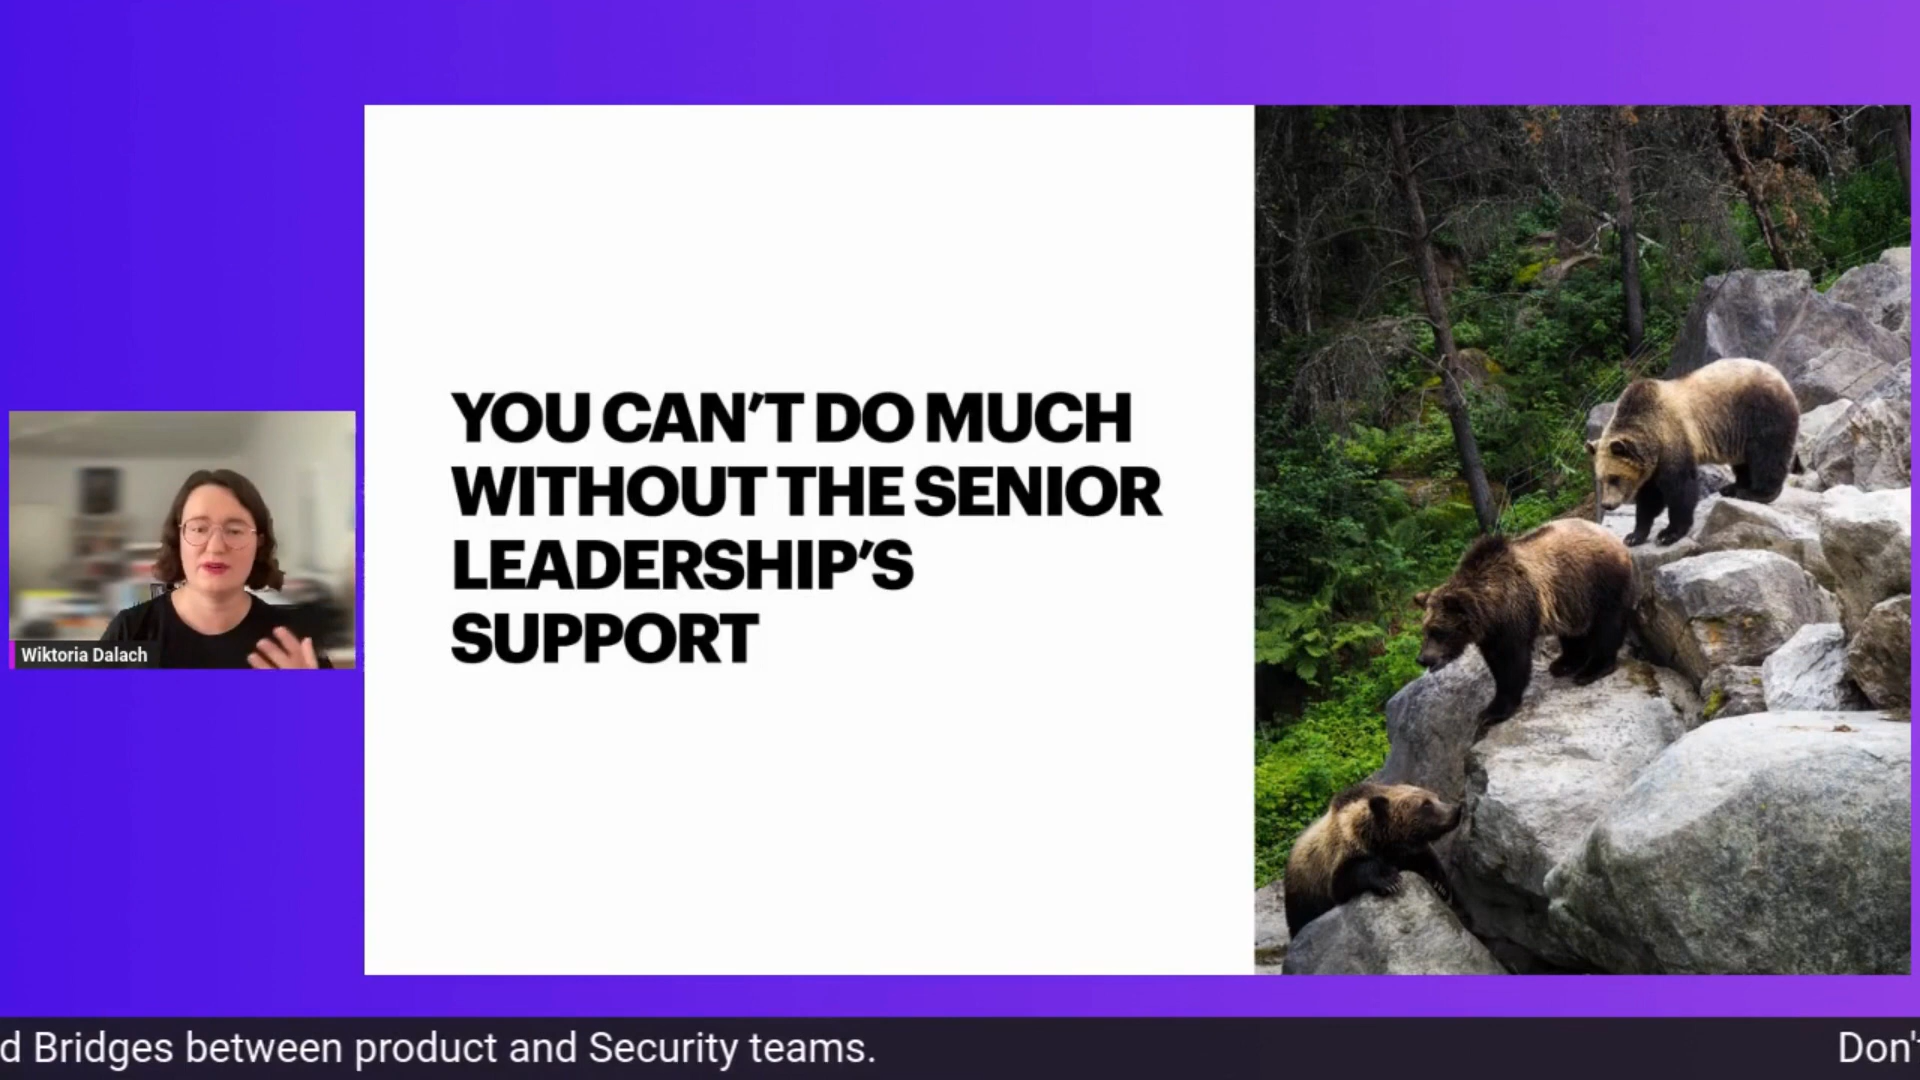 YOU CAN’T DO MUCH
WITHOUT THE SENIOR
LEADERSHIP’S
SUPPORT
Wiktoria Dalach
d Bridges between product and Security teams.
Don't